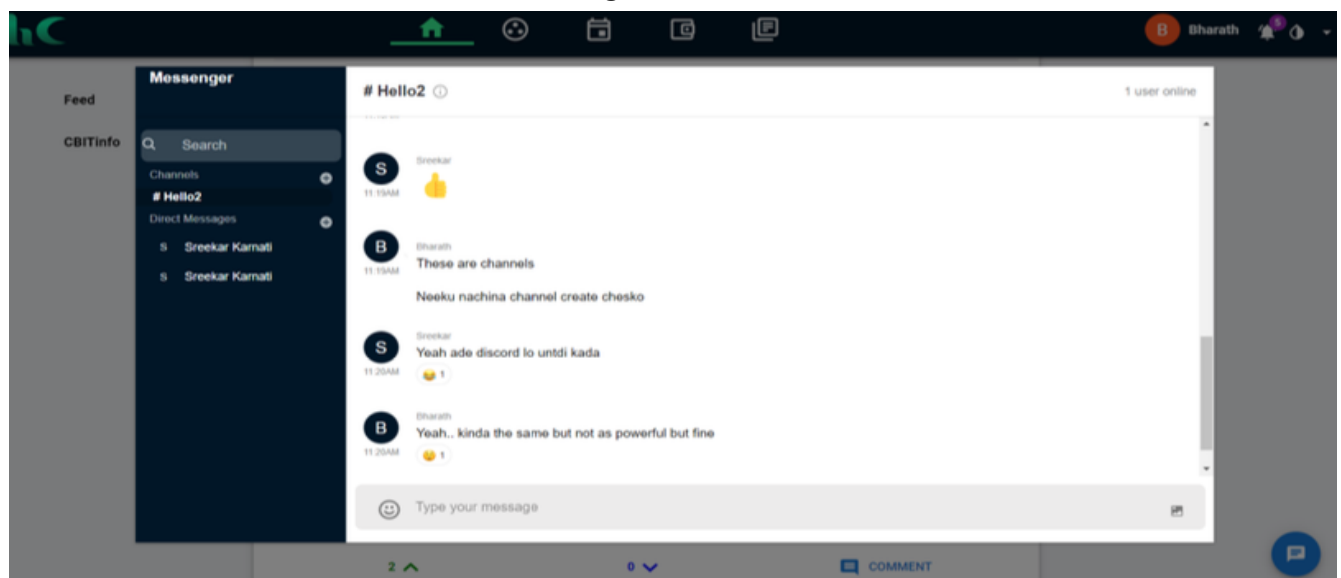 hC
B Bharath 5
Feed
CBITinfo
Messenger
Search
Channels
# Hello2
Direct Messages
S Sreekar Karnati
S Sreekar Karnati
# Hello2
1 user online
S Sreekar
11:19AM
B Bharath
11:19AM
These are channels
Neeku nachina channel create chesko
S Sreekar
11:20AM
Yeah ade discord lo untdi kada
1
B Bharath
11:20AM
Yeah.. kinda the same but not as powerful but fine
1
Type your message
2
0
COMMENT